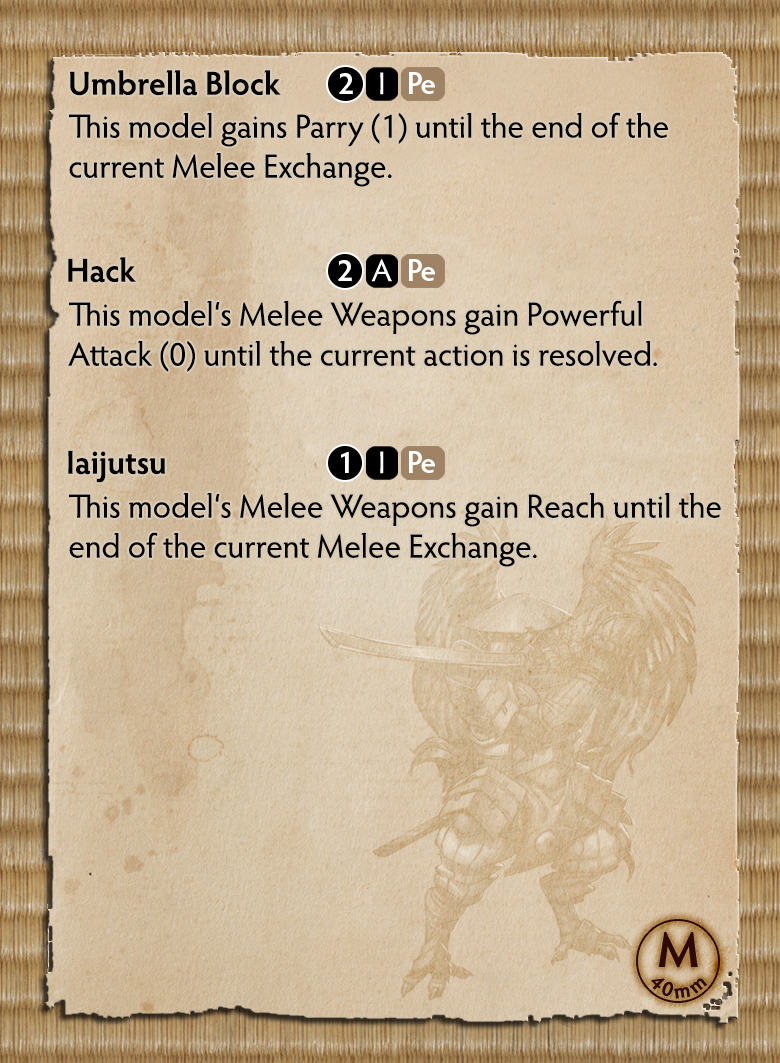 Umbrella Block 2 I Pe
This model gains Parry (1) until the end of the
current Melee Exchange.
Hack 2 A Pe
This model's Melee Weapons gain Powerful
Attack (0) until the current action is resolved.
Iaijutsu 1 I Pe
This model's Melee Weapons gain Reach until the
end of the current Melee Exchange.
M
40mm